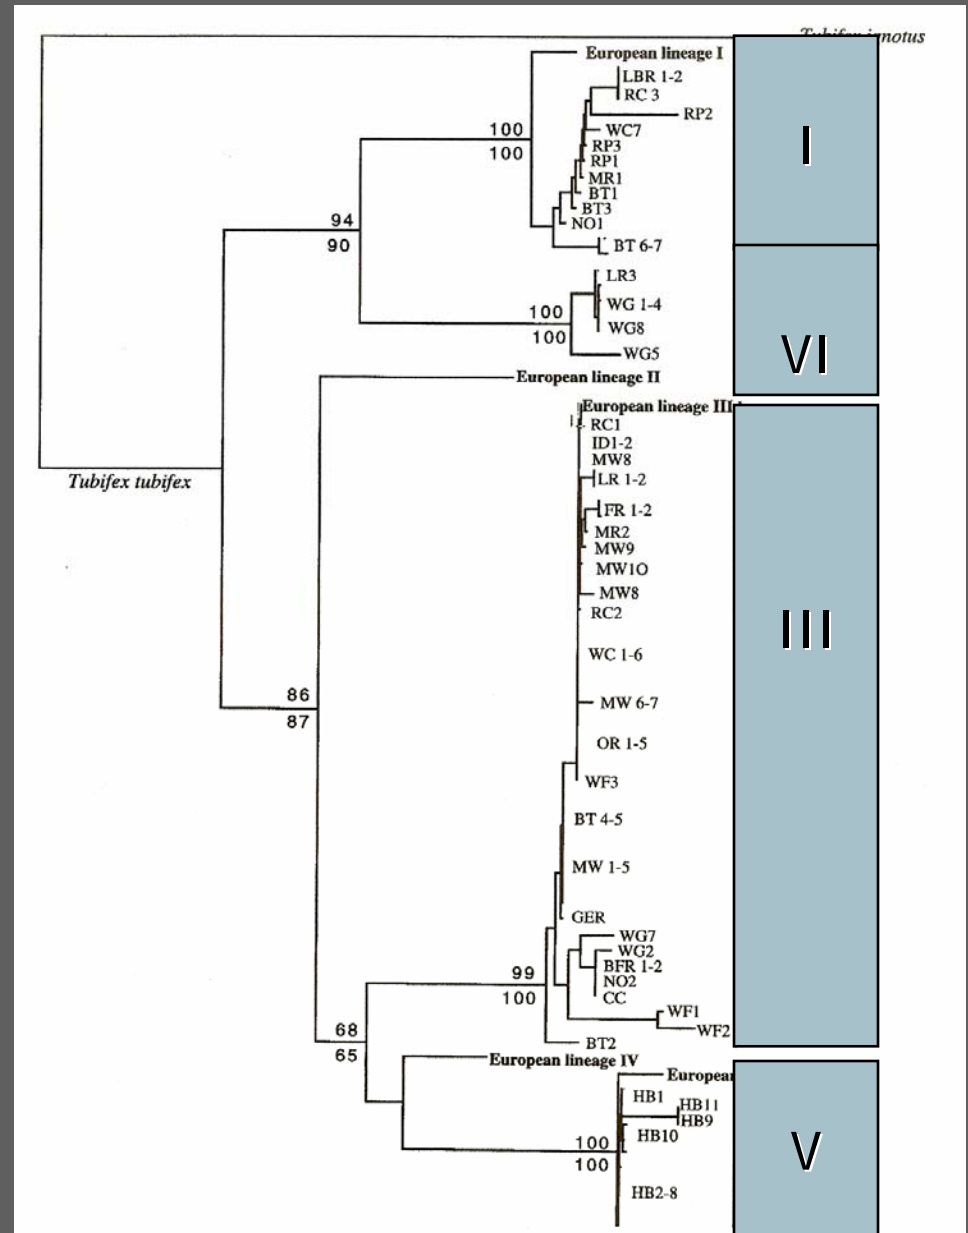 Tubifex ignotus
European lineage I
LBR 1-2
RC 3
RP2
100
WC7
I
RP3
100
RP1
MR1
BT1
BT3
94
NO1
90
BT 6-7
LR3
WG 1-4
100
WG8
100
WG5
VI
European lineage II
European lineage III
RC1
ID1-2
MW8
LR 1-2
Tubifex tubifex
FR 1-2
MR2
MW9
MW10
MW8
RC2
III
WC 1-6
86
MW 6-7
87
OR 1-5
WF3
BT 4-5
MW 1-5
GER
WG7
WG2
BFR 1-2
99
NO2
100
CC
WF1
68
WF2
65
BT2
European lineage IV
European
HB1
HB11
HB9
HB10
100
V
100
HB2-8